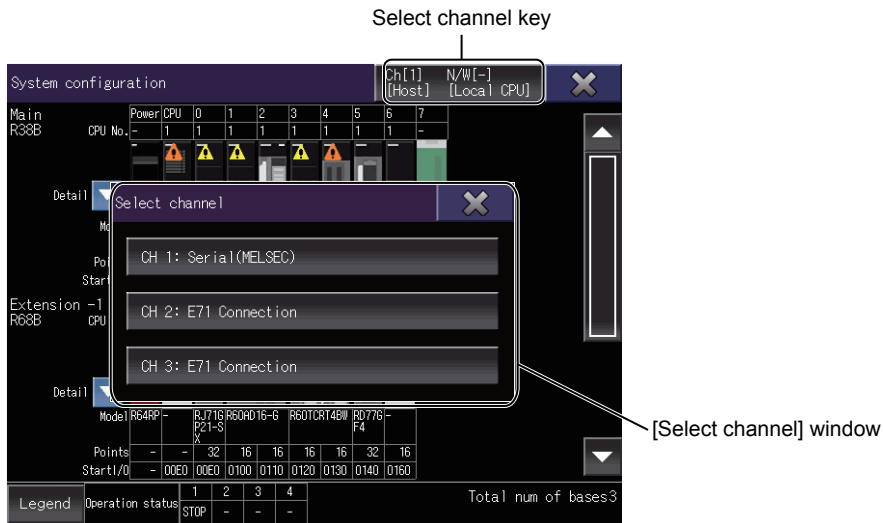 Select channel key
System configuration
Ch[1] N/W[-]
[Host] [Local CPU]
Main
R38B
Power CPU 0 1 2 3 4 5 6 7
CPU No. - 1 1 1 1 1 1 1 1 -
Detail
Select channel
CH 1: Serial(MELSEC)
CH 2: E71 Connection
CH 3: E71 Connection
Extension -1
R68B
CPU
Detail
[Select channel] window
Model R64RP - RJ71G R60AD16-G R60TCRT4BW RD77G -
P21-S F4
X
Points - - 32 16 16 16 16 32 16
StartI/O - 00E0 00E0 0100 0110 0120 0130 0140 0160
Legend
Operation status
1 2 3 4
STOP - - -
Total num of bases3